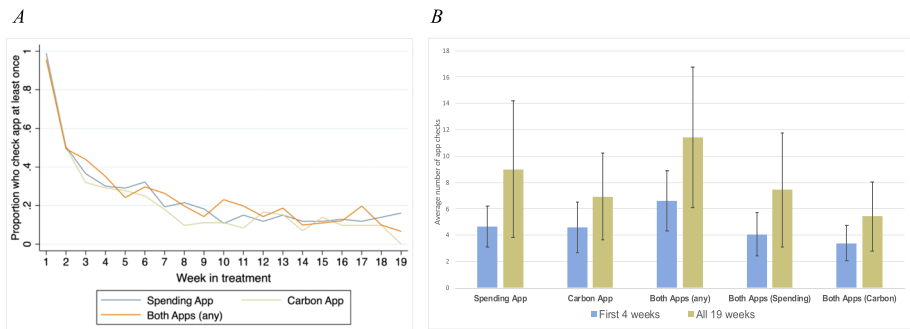 A
Proportion who check app at least once
1
.8
.6
.4
.2
0
1 2 3 4 5 6 7 8 9 10 11 12 13 14 15 16 17 18 19
Week in treatment
Spending App Carbon App
Both Apps (any)
B
Average number of app checks
18
16
14
12
10
8
6
4
2
0
Spending App Carbon App Both Apps (any) Both Apps (Spending) Both Apps (Carbon)
First 4 weeks All 19 weeks